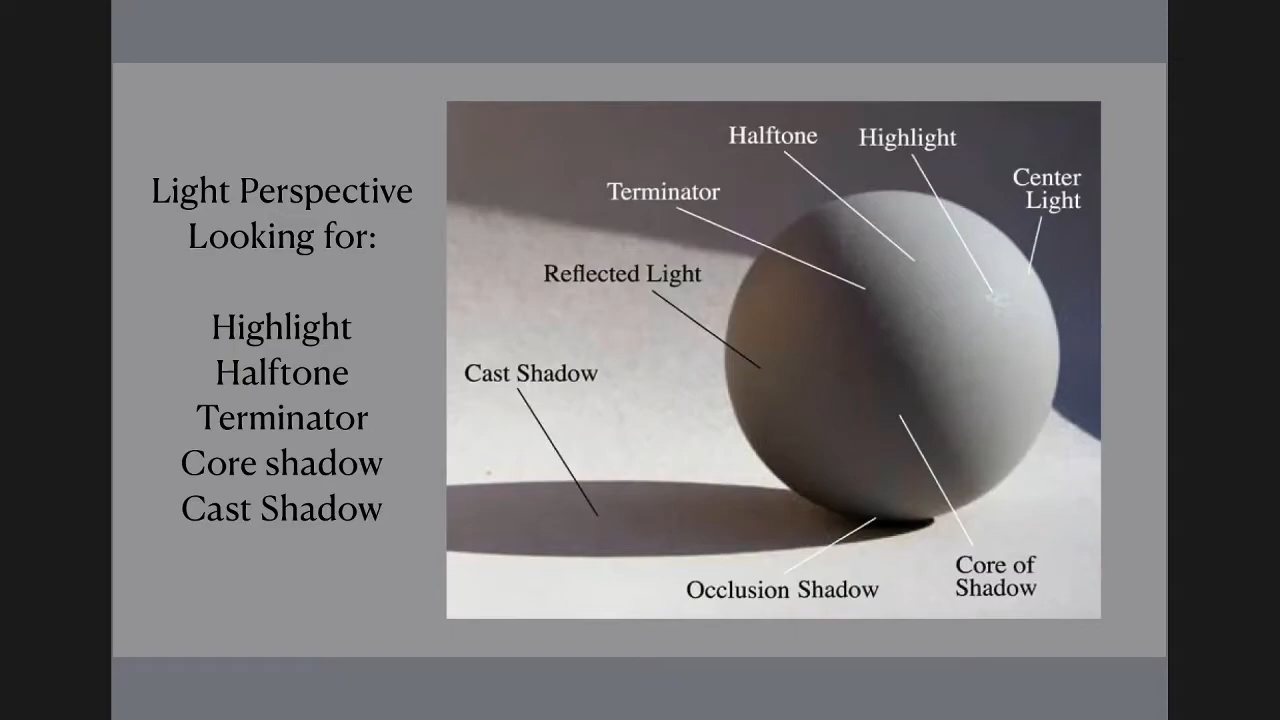 Light Perspective
Looking for:
Highlight
Halftone
Terminator
Core shadow
Cast Shadow
Halftone
Highlight
Center
Light
Terminator
Reflected Light
Cast Shadow
Core of
Shadow
Occlusion Shadow